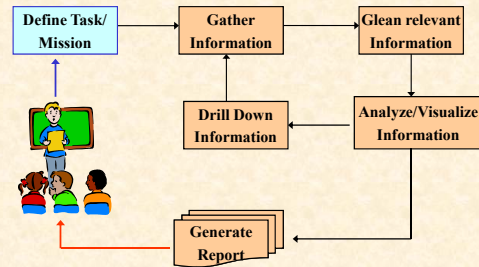 Define Task/
Mission
Gather
Information
Glean relevant
Information
Drill Down
Information
Analyze/Visualize
Information
Generate
Report